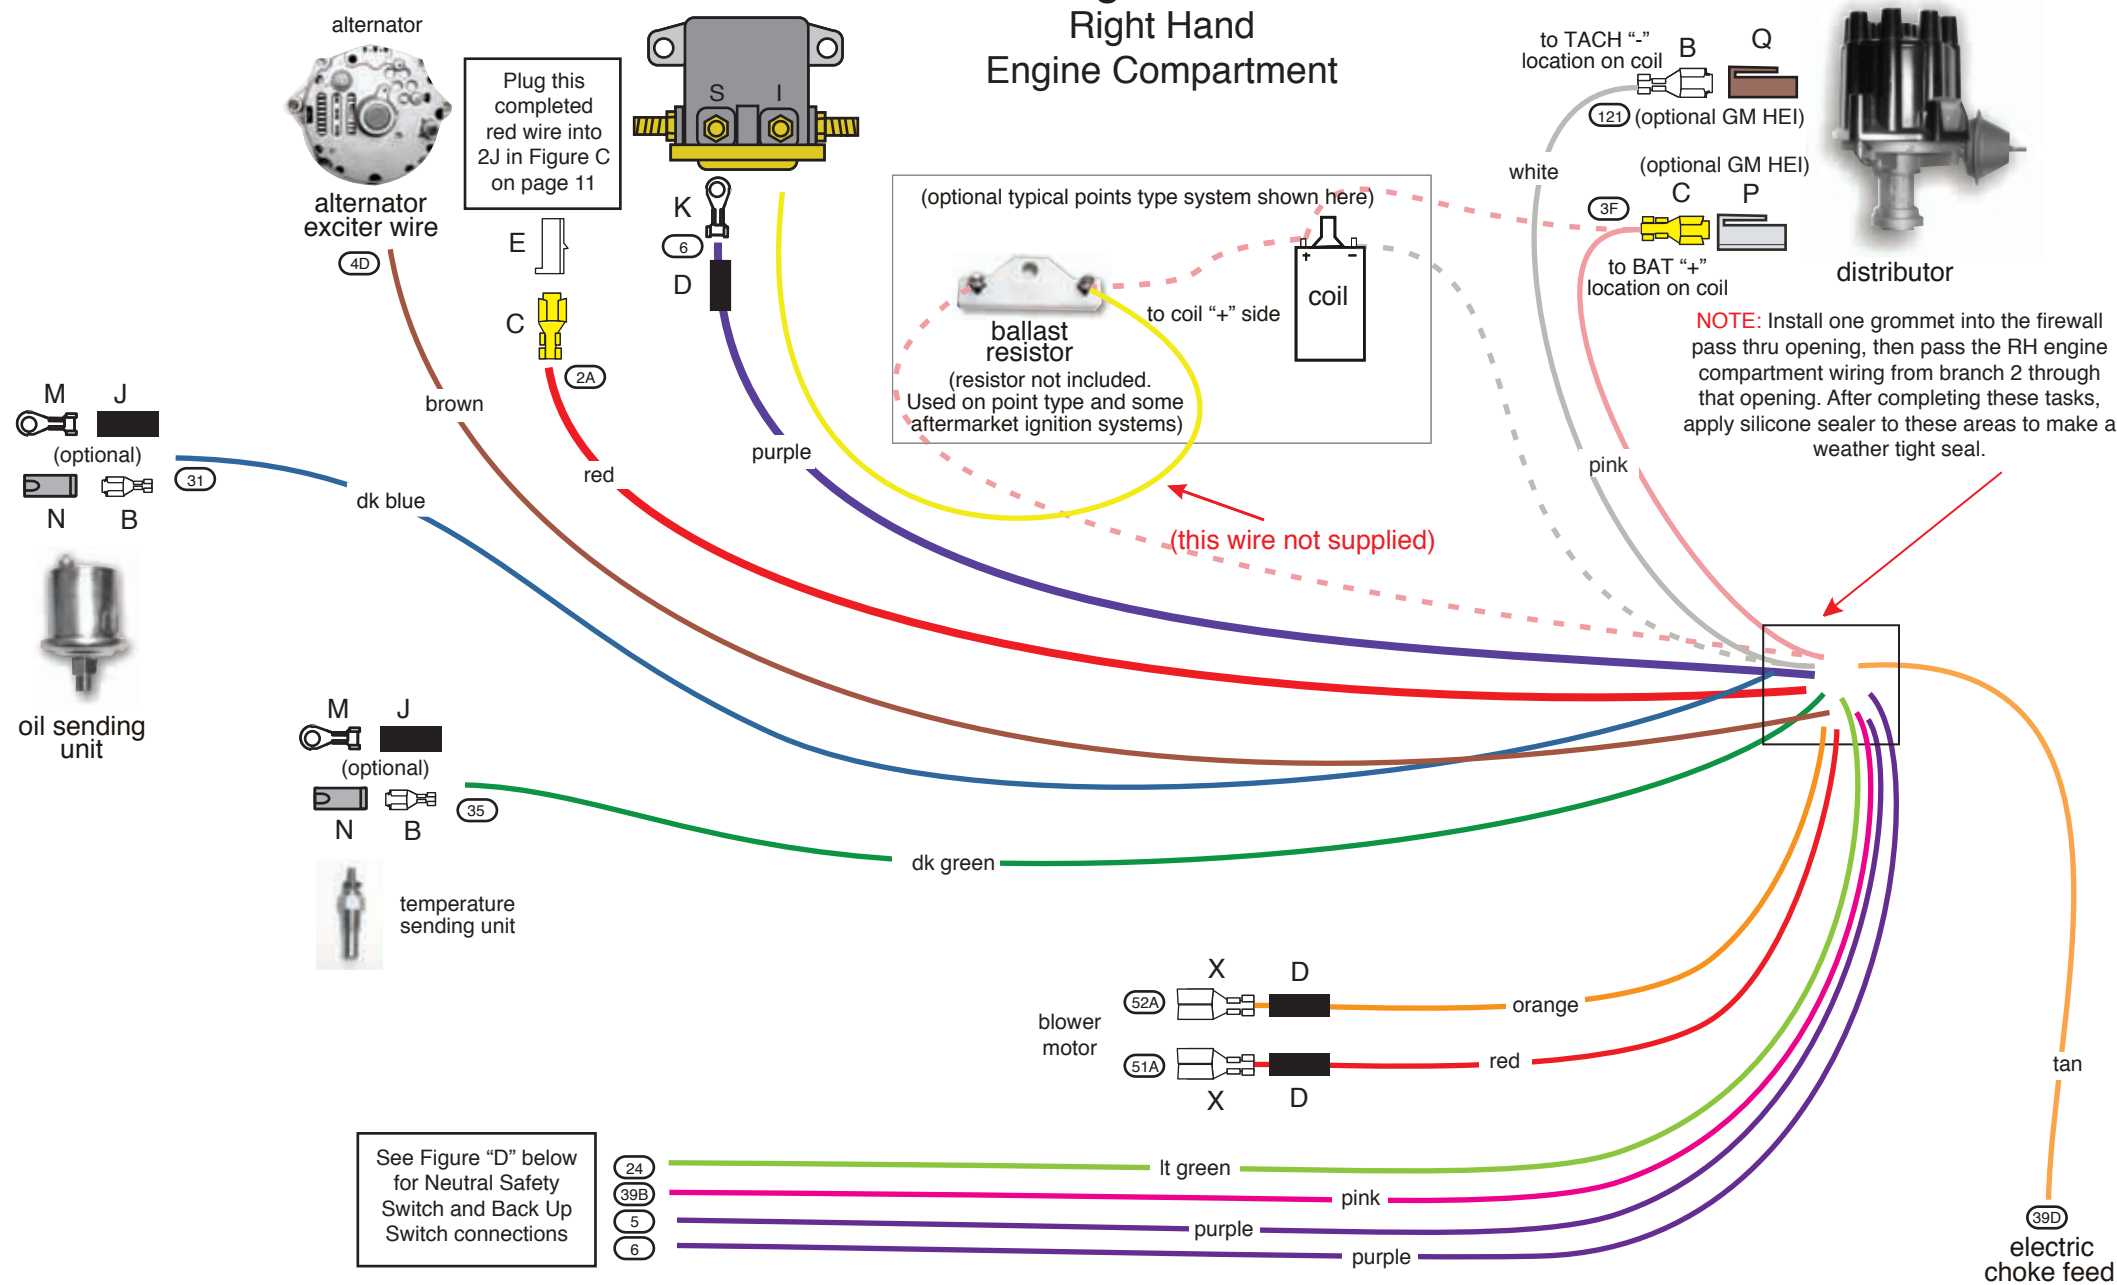 Right Hand
Engine Compartment
alternator
alternator
exciter wire
4D
Plug this
completed
red wire into
2J in Figure C
on page 11
E
C
2A
S I
K
6
D
(optional typical points type system shown here)
ballast
resistor
(resistor not included.
Used on point type and some
aftermarket ignition systems)
to coil “+” side
+ −
coil
to TACH “-”
location on coil
B Q
121 (optional GM HEI)
white
(optional GM HEI)
3F C P
to BAT “+”
location on coil
distributor
NOTE: Install one grommet into the firewall
pass thru opening, then pass the RH engine
compartment wiring from branch 2 through
that opening. After completing these tasks,
apply silicone sealer to these areas to make a
weather tight seal.
brown
red
purple
pink
(this wire not supplied)
M J
(optional)
31
N B
dk blue
oil sending
unit
M J
(optional)
35
N B
dk green
temperature
sending unit
X D
52A
orange
blower
motor
51A
red
X D
tan
39D
electric
choke feed
See Figure “D” below
for Neutral Safety
Switch and Back Up
Switch connections
24 lt green
39B pink
5 purple
6 purple